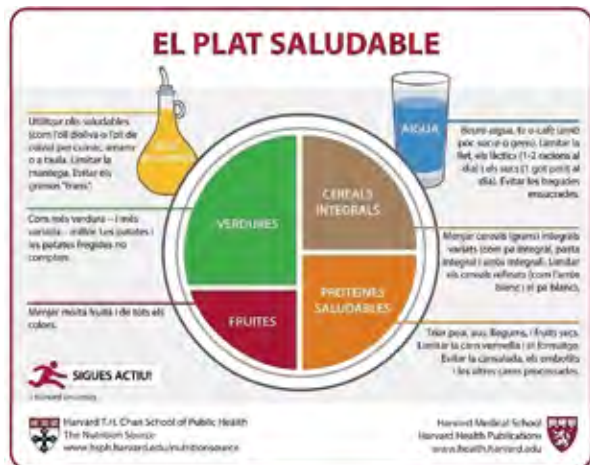 EL PLAT SALUDABLE
Utilitzar olis saludables
(com l'oli d'oliva o l'oli de
per cuinar, amanir
o a taula. Limitar la
mantega. Evitar els
greixos "trans".
AIGUA
Beure aigua, te o cafè (amb
poc sucre o gens). Limitar la
llet, els làctics (1-2 racions al
dia) i els sucs (1 got petit al
dia). Evitar les begudes
ensucrades.
Com més verdura – i més
variada – millor. Les patates i
les patates fregides no
compten.
VERDURES
CEREALS
INTEGRALS
Menjar cereals (grans) integrals
variats (com pa integral, pasta
integral i arròs integral). Limitar
els cereals refinats (com l'arròs
blanc i el pa blanc).
Menjar molta fruita i de tots els
colors.
FRUITES
PROTEÏNES
SALUDABLES
Triar peix, aus, llegums, i fruits secs.
Limitar la carn vermella i el formatge.
Evitar la cansalada, els embotits
i les altres carns processades.
SIGUES ACTIU!
© Harvard University
Harvard T.H. Chan School of Public Health
The Nutrition Source
www.hsph.harvard.edu/nutritionsource
Harvard Medical School
Harvard Health Publications
www.health.harvard.edu